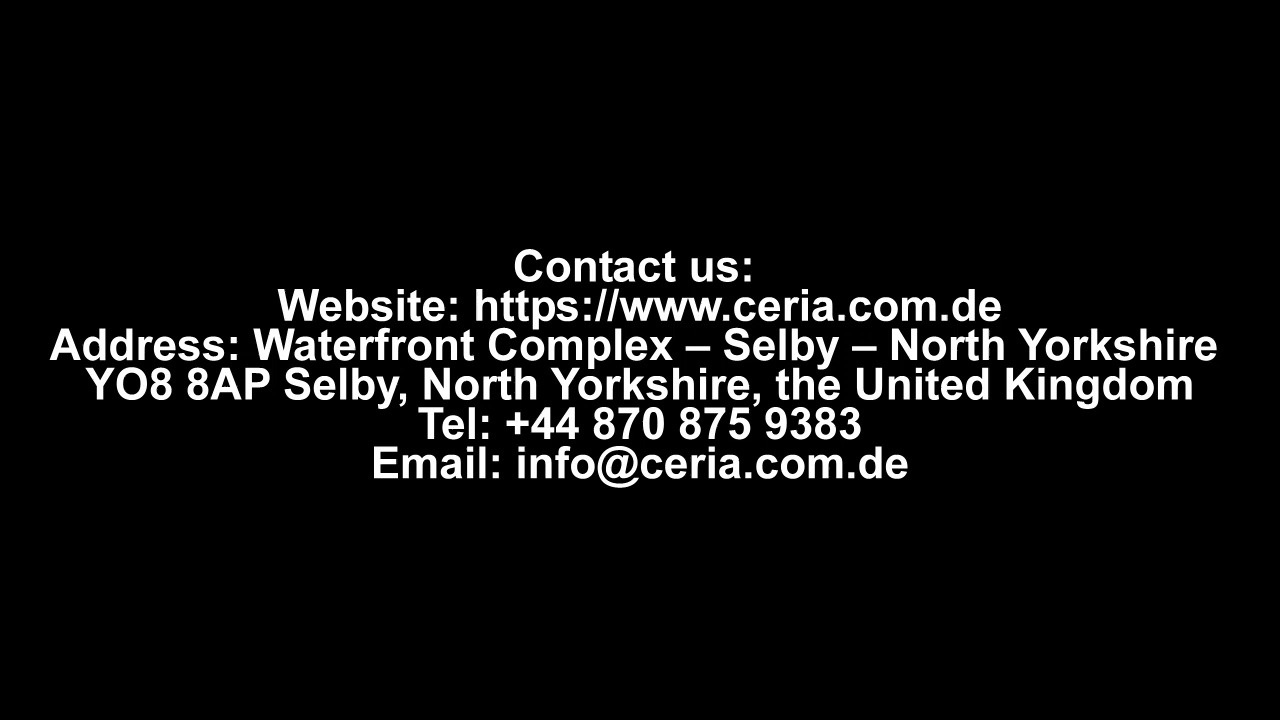 Contact us:
Website: https://www.ceria.com.de
Address: Waterfront Complex – Selby – North Yorkshire
YO8 8AP Selby, North Yorkshire, the United Kingdom
Tel: +44 870 875 9383
Email: info@ceria.com.de